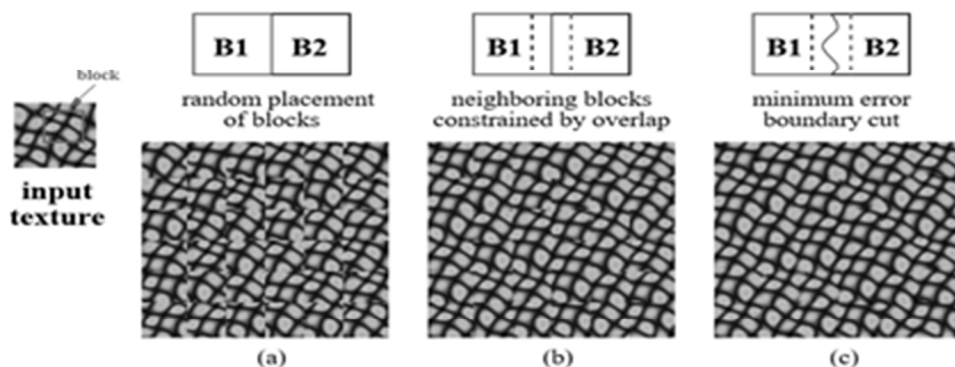 block
input
texture
B1 B2
random placement
of blocks
(a)
B1 B2
neighboring blocks
constrained by overlap
(b)
B1 B2
minimum error
boundary cut
(c)